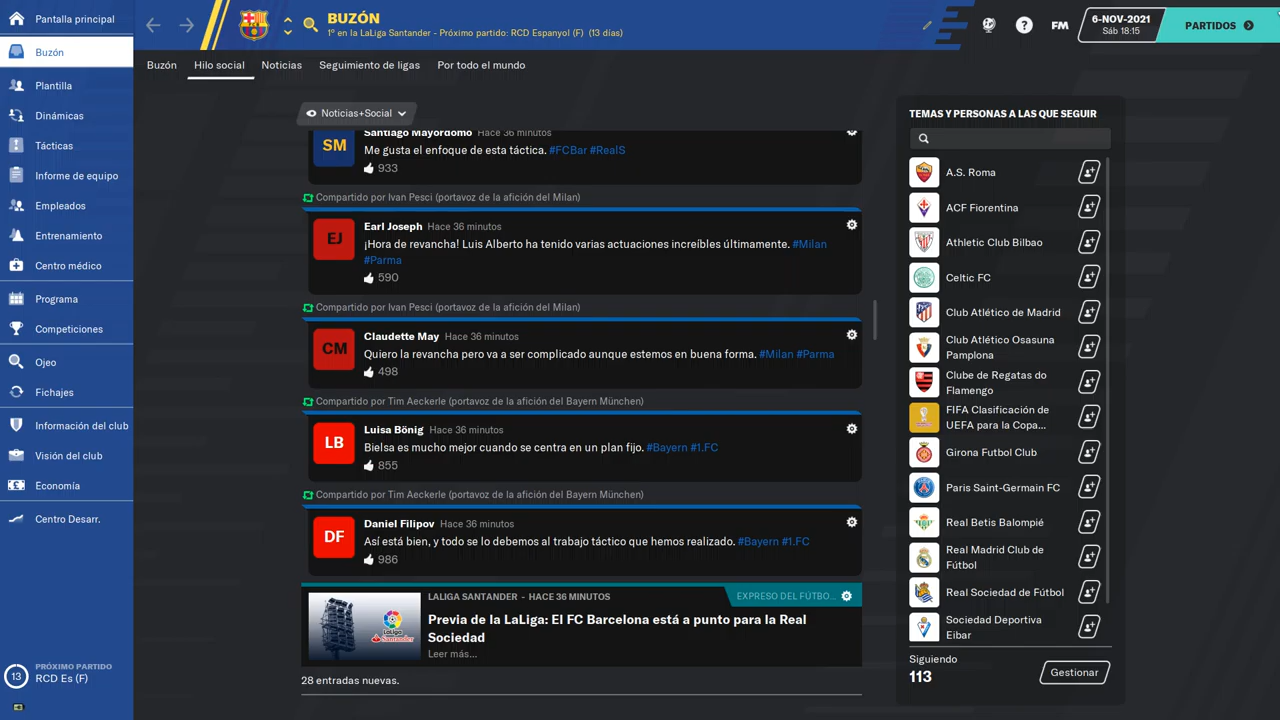 Pantalla principal
Buzón
Plantilla
Dinámicas
Tácticas
Informe de equipo
Empleados
Entrenamiento
Centro médico
Programa
Competiciones
Ojeo
Fichajes
Información del club
Visión del club
Economía
Centro Desarr.
13
PRÓXIMO PARTIDO
RCD Es (F)
BUZÓN
1º en la LaLiga Santander - Próximo partido: RCD Espanyol (F) (13 días)
FM
6-NOV-2021
Sáb 18:15
PARTIDOS
Buzón
Hilo social
Noticias
Seguimiento de ligas
Por todo el mundo
Noticias+Social
SM
Santiago Mayordomo Hace 36 minutos
Me gusta el enfoque de esta táctica. #FCBar #RealS
933
Compartido por Ivan Pesci (portavoz de la afición del Milan)
EJ
Earl Joseph Hace 36 minutos
¡Hora de revancha! Luis Alberto ha tenido varias actuaciones increíbles últimamente. #Milan
#Parma
590
Compartido por Ivan Pesci (portavoz de la afición del Milan)
CM
Claudette May Hace 36 minutos
Quiero la revancha pero va a ser complicado aunque estemos en buena forma. #Milan #Parma
498
Compartido por Tim Aeckerle (portavoz de la afición del Bayern München)
LB
Luisa Bönig Hace 36 minutos
Bielsa es mucho mejor cuando se centra en un plan fijo. #Bayern #1.FC
855
Compartido por Tim Aeckerle (portavoz de la afición del Bayern München)
DF
Daniel Filipov Hace 36 minutos
Así está bien, y todo se lo debemos al trabajo táctico que hemos realizado. #Bayern #1.FC
986
LALIGA SANTANDER - HACE 36 MINUTOS
EXPRESO DEL FÚTBO...
Previa de la LaLiga: El FC Barcelona está a punto para la Real
Sociedad
Leer más...
LaLiga
Santander
28 entradas nuevas.
TEMAS Y PERSONAS A LAS QUE SEGUIR
A.S. Roma
ACF Fiorentina
Athletic Club Bilbao
Celtic FC
Club Atlético de Madrid
Club Atlético Osasuna
Pamplona
Clube de Regatas do
Flamengo
FIFA Clasificación de
UEFA para la Copa...
Girona Futbol Club
Paris Saint-Germain FC
Real Betis Balompié
Real Madrid Club de
Fútbol
Real Sociedad de Fútbol
Sociedad Deportiva
Eibar
Siguiendo
113
Gestionar